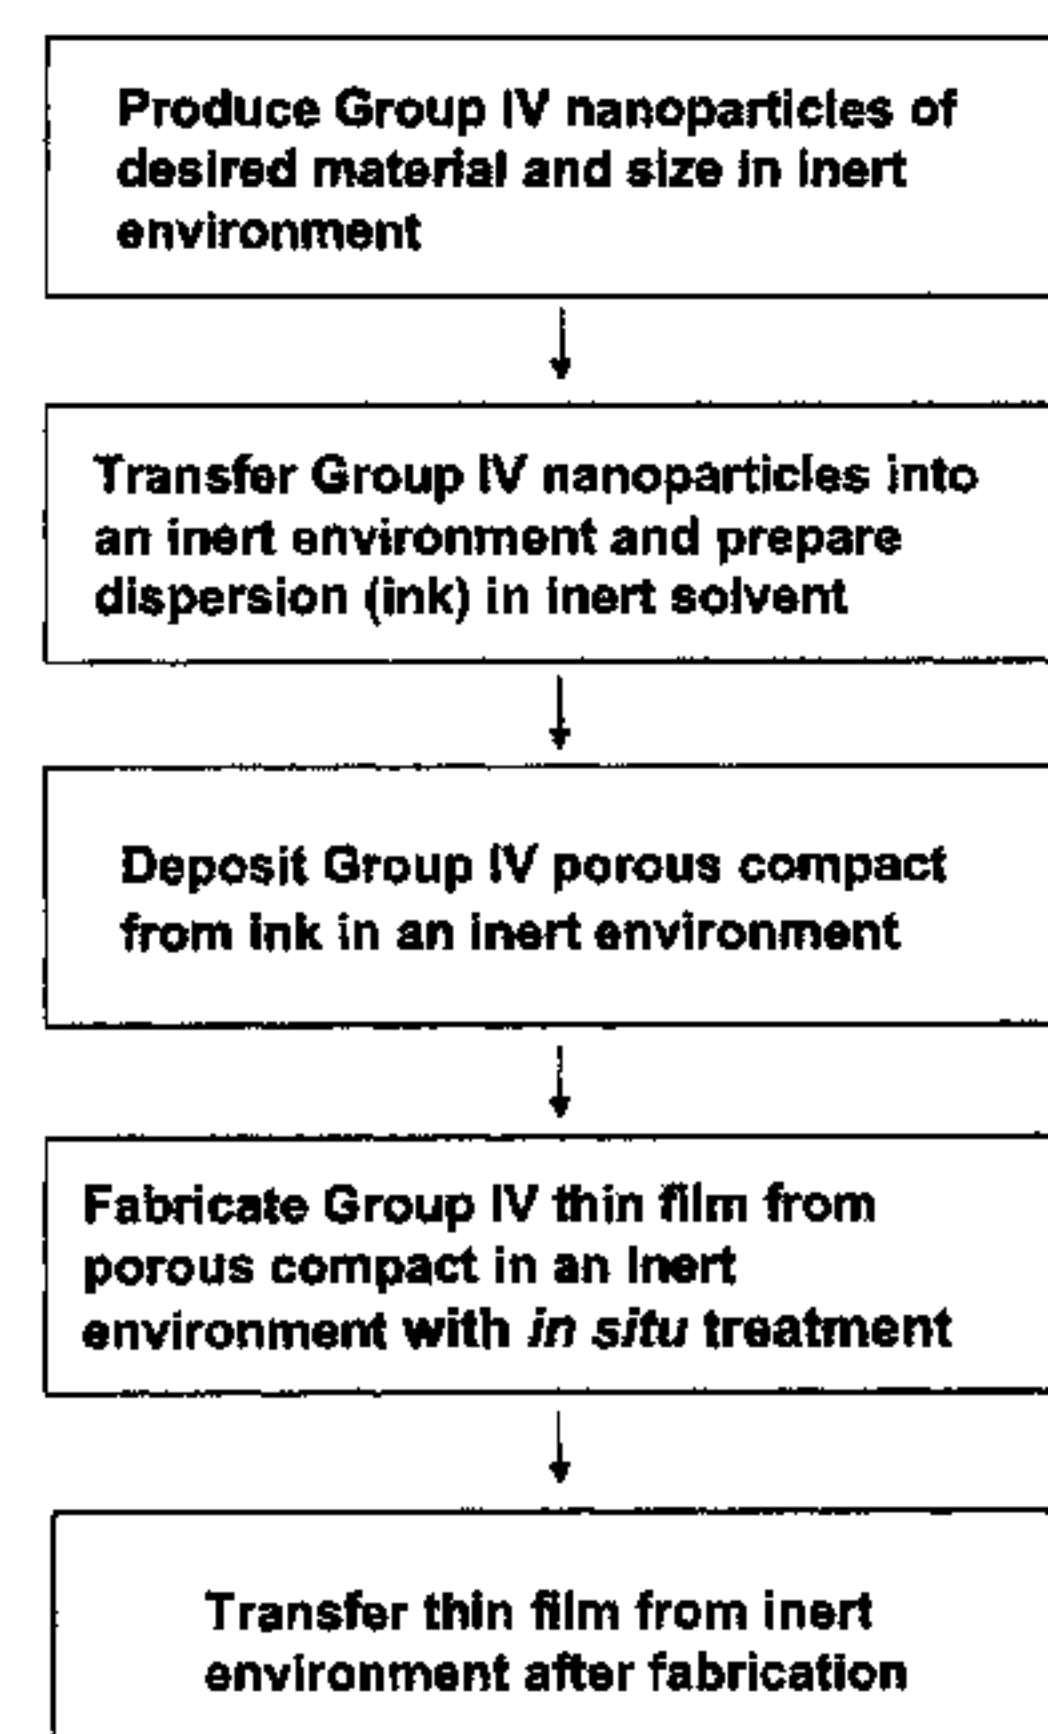 Produce Group IV nanoparticles of
desired material and size in inert
environment
Transfer Group IV nanoparticles into
an inert environment and prepare
dispersion (ink) in inert solvent
Deposit Group IV porous compact
from ink in an inert environment
Fabricate Group IV thin film from
porous compact in an inert
environment with in situ treatment
Transfer thin film from inert
environment after fabrication